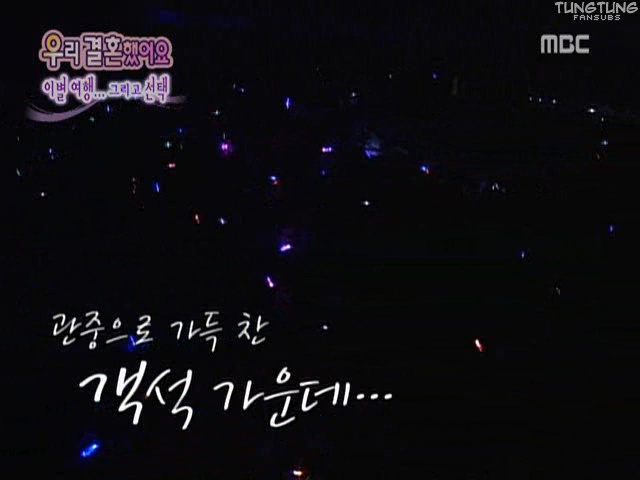 TUNGTUNG
FANSUBS
우리 결혼했어요
MBC
이별 여행... 그리고 선택
관중으로 가득 찬
객석 가운데...